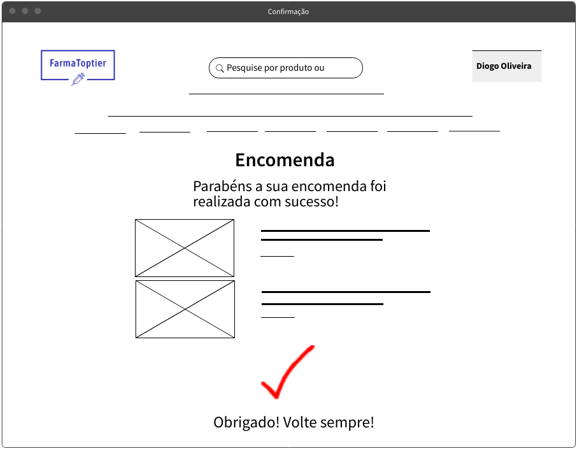 Confirmação
FarmaToptier
Pesquise por produto ou
Diogo Oliveira
Encomenda
Parabéns a sua encomenda foi
realizada com sucesso!
Obrigado! Volte sempre!